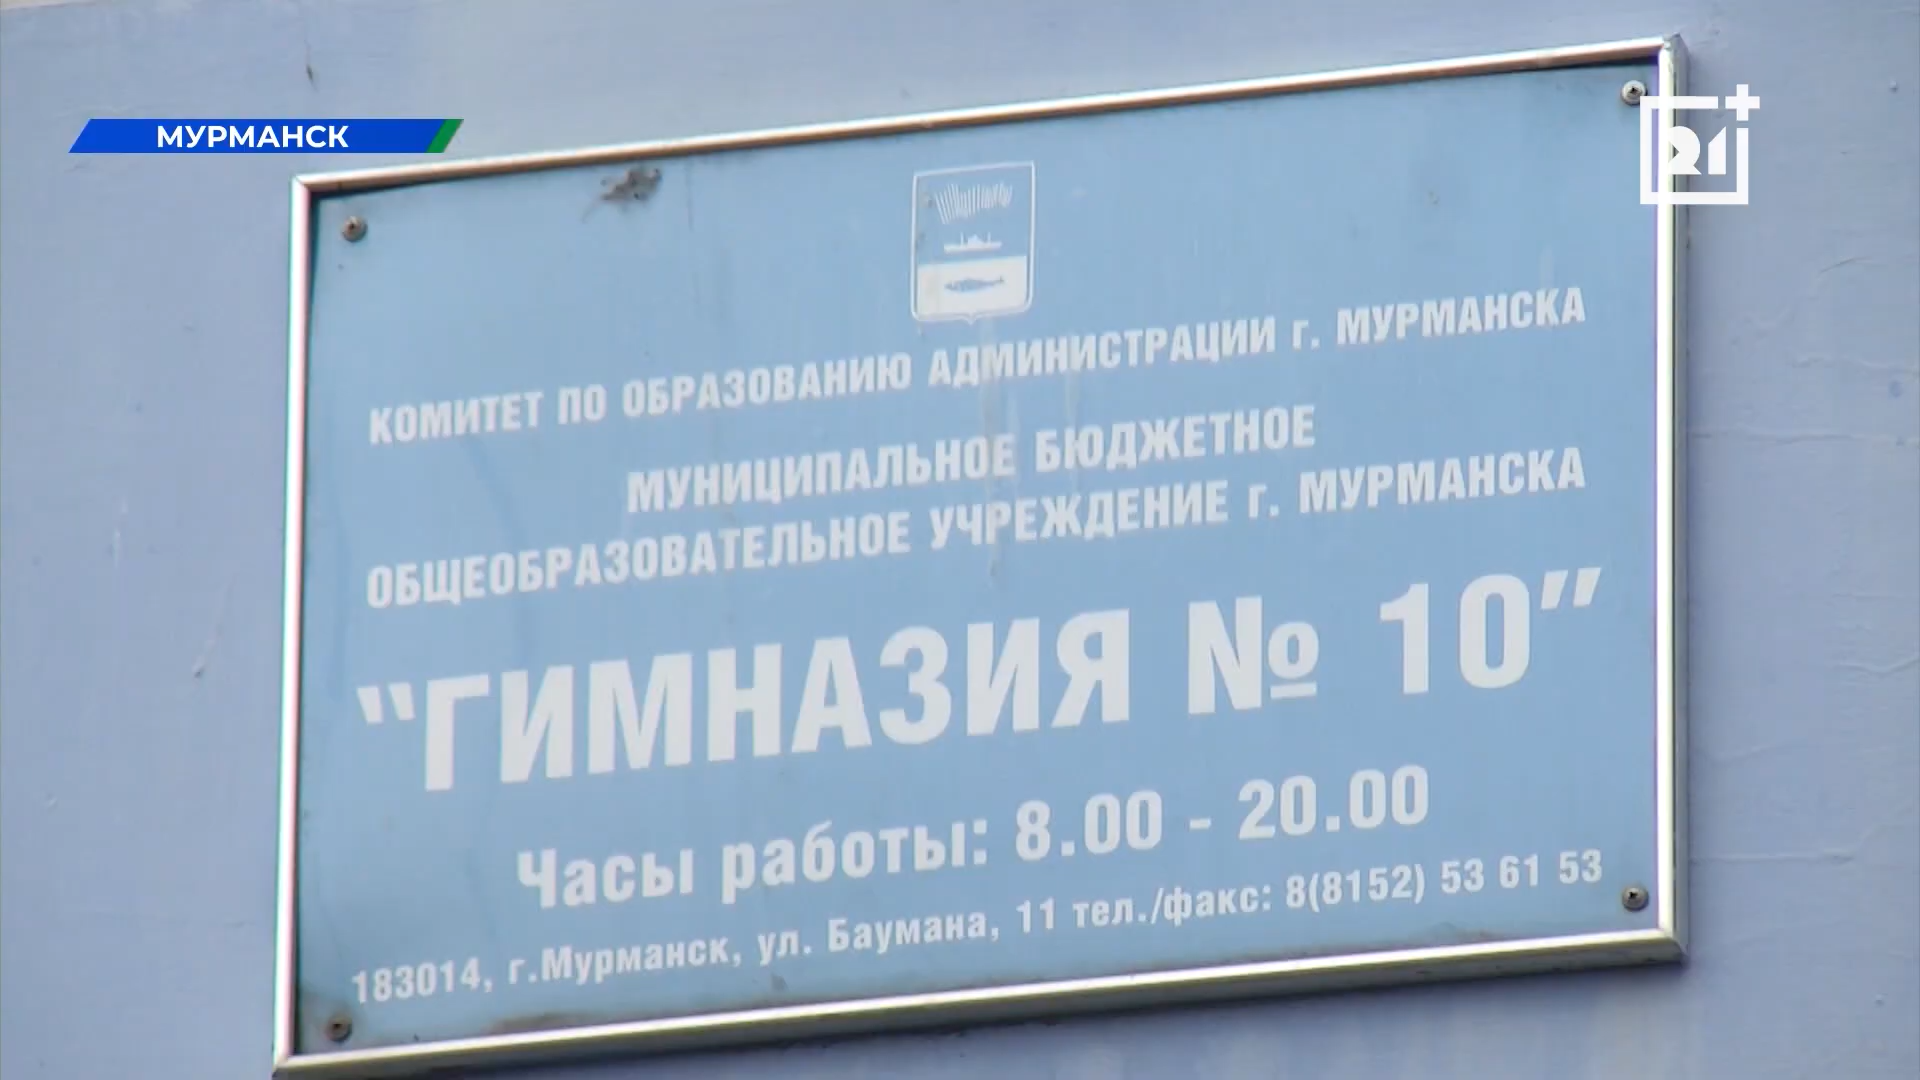 МУРМАНСК
21+
КОМИТЕТ ПО ОБРАЗОВАНИЮ АДМИНИСТРАЦИИ г. МУРМАНСКА
МУНИЦИПАЛЬНОЕ БЮДЖЕТНОЕ
ОБЩЕОБРАЗОВАТЕЛЬНОЕ УЧРЕЖДЕНИЕ г. МУРМАНСКА
“ГИМНАЗИЯ № 10”
Часы работы: 8.00 - 20.00
183014, г.Мурманск, ул. Баумана, 11 тел./факс: 8(8152) 53 61 53